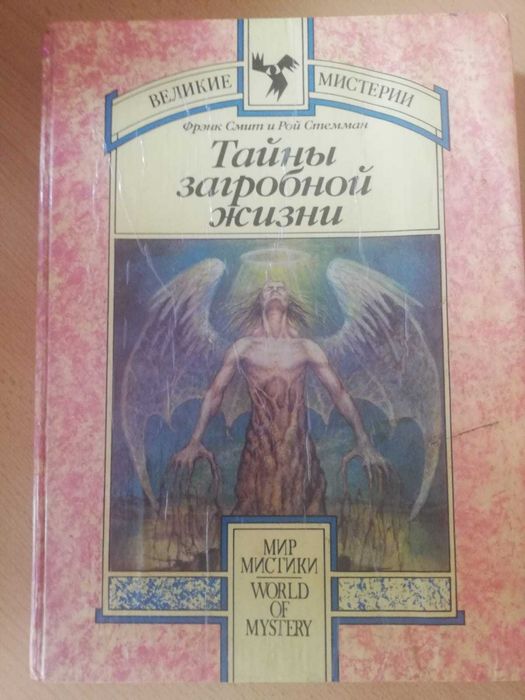 ВЕЛИКИЕ МИСТЕРИИ
Фрэнк Смит и Рой Стемман
Тайны
загробной
жизни
МИР
МИСТИКИ
WORLD
OF
MYSTERY